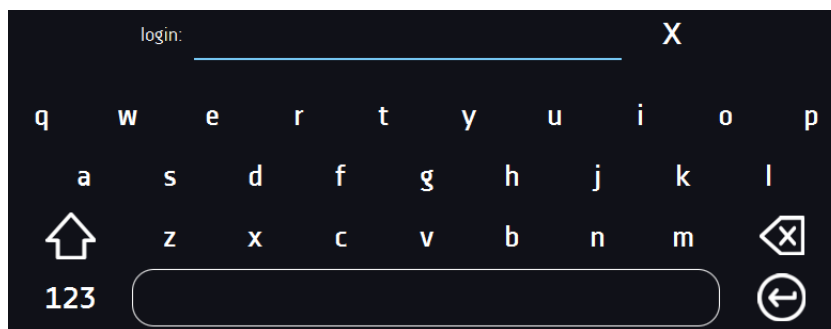 login: X
q w e r t y u i o p
a s d f g h j k l
z x c v b n m
123